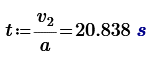 t := v₂/a = 20.838 s